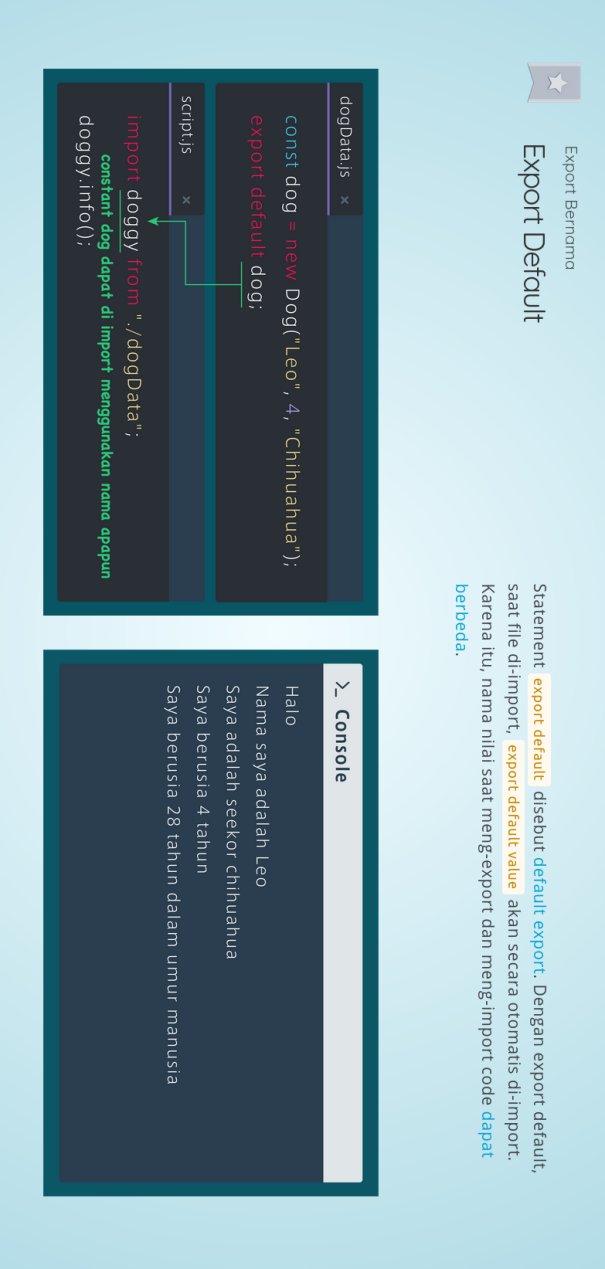 Export Bernama
Export Default
Statement export default disebut default export. Dengan export default,
saat file di-import, export default value akan secara otomatis di-import.
Karena itu, nama nilai saat meng-export dan meng-import code dapat
berbeda.
dogData.js ×
const dog = new Dog("Leo", 4, "Chihuahua");
export default dog;
script.js ×
import doggy from "./dogData";
constant dog dapat di import menggunakan nama apapun
doggy.info();
>_ Console
Halo
Nama saya adalah Leo
Saya adalah seekor chihuahua
Saya berusia 4 tahun
Saya berusia 28 tahun dalam umur manusia